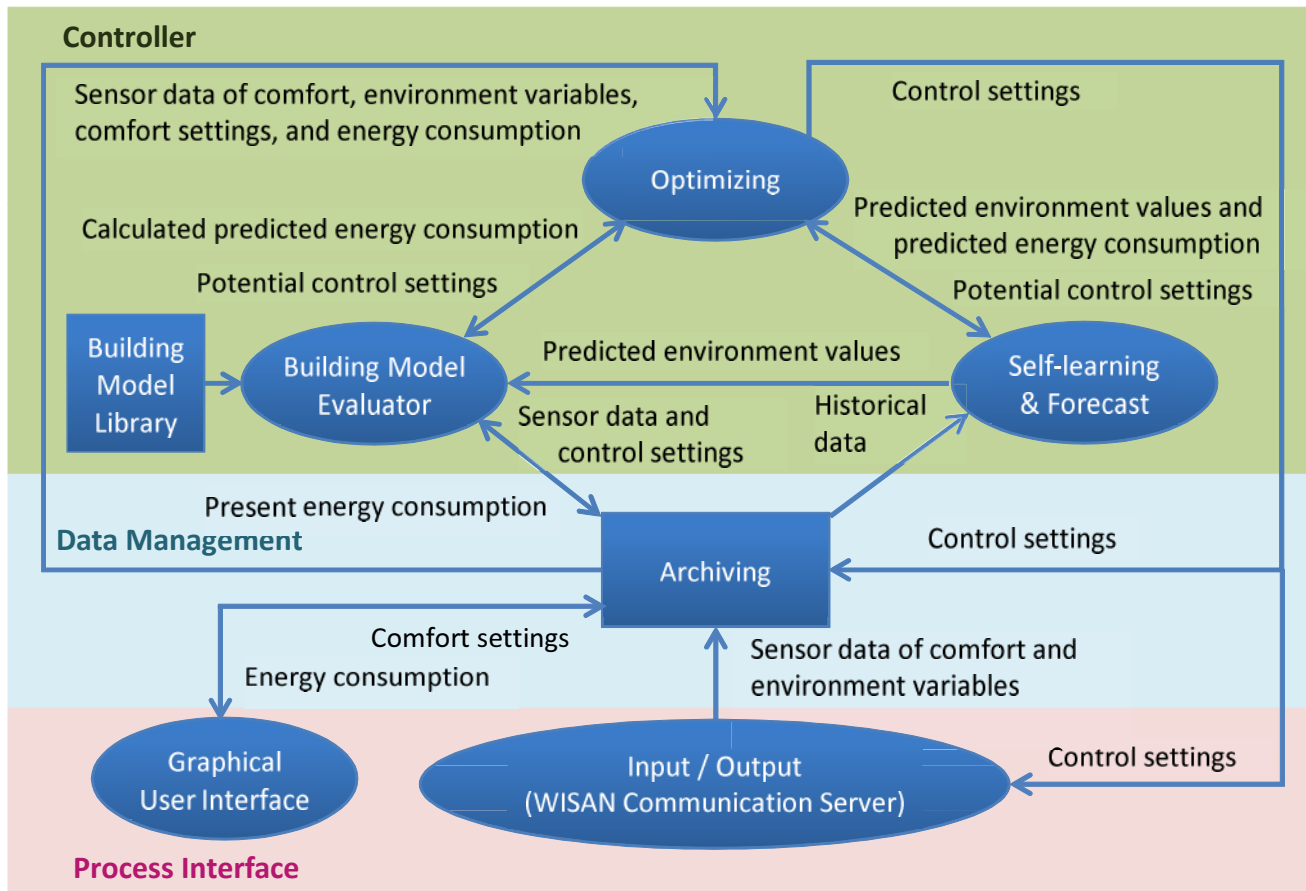 Controller
Sensor data of comfort, environment variables,
comfort settings, and energy consumption
Control settings
Optimizing
Calculated predicted energy consumption
Potential control settings
Predicted environment values and
predicted energy consumption
Potential control settings
Building
Model
Library
Building Model
Evaluator
Predicted environment values
Self-learning
& Forecast
Sensor data and
control settings
Historical
data
Present energy consumption
Data Management
Archiving
Control settings
Comfort settings
Energy consumption
Sensor data of comfort and
environment variables
Graphical
User Interface
Input / Output
(WISAN Communication Server)
Control settings
Process Interface